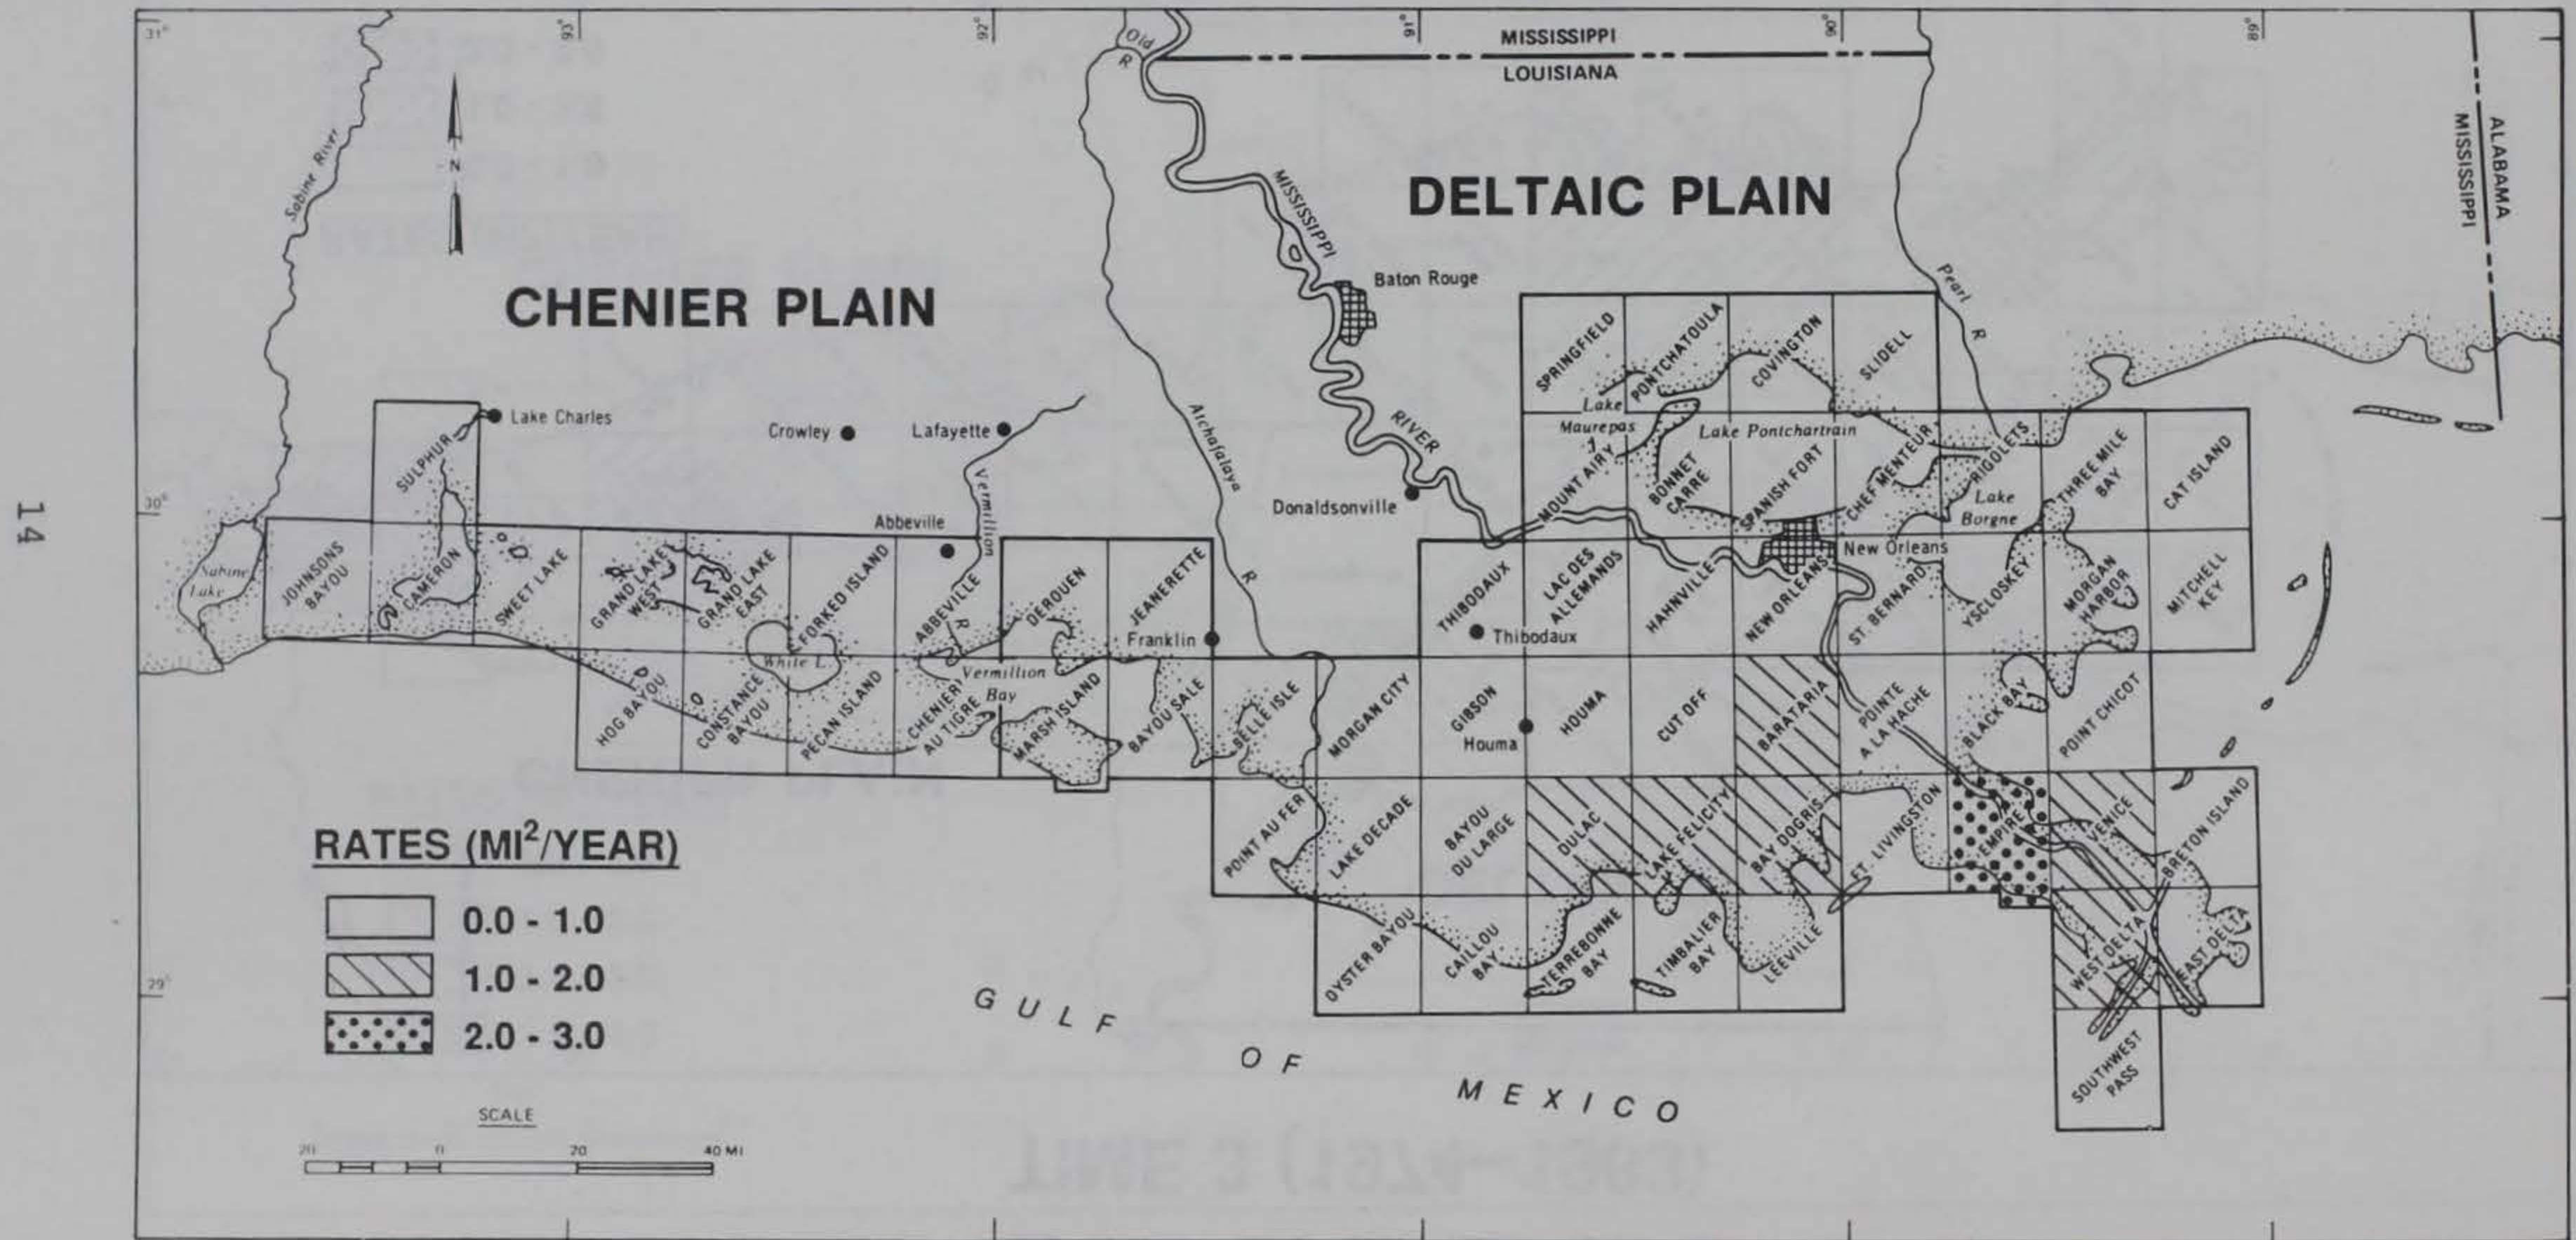 31°
93°
92°
91°
90°
89°
Old
R
MISSISSIPPI
LOUISIANA
ALABAMA
MISSISSIPPI
Sabine River
N
MISSISSIPPI
DELTAIC PLAIN
CHENIER PLAIN
Baton Rouge
Pearl
R
SPRINGFIELD
PONTCHATOULA
COVINGTON
SLIDELL
Lake Charles
Crowley
Lafayette
Atchafalaya
RIVER
Lake
Maurepas
Lake Pontchartrain
SULPHUR
Vermillion
Donaldsonville
MOUNT AIRY
BONNET
CARRE
SPANISH FORT
CHEF MENTEUR
RIGOLETS
Lake
Borgne
THREE MILE
BAY
CAT ISLAND
14
30°
Abbeville
New Orleans
Sabine
Lake
JOHNSONS
BAYOU
CAMERON
SWEET LAKE
GRAND LAKE
WEST
GRAND LAKE
EAST
FORKED ISLAND
ABBEVILLE
R
DEROUEN
JEANERETTE
R
Franklin
THIBODAUX
Thibodaux
LAC DES
ALLEMANDS
HAHNVILLE
NEW ORLEANS
ST. BERNARD
YSCLOSKEY
MORGAN
HARBOR
MITCHELL
KEY
White L.
Vermillion
Bay
HOG BAYOU
CONSTANCE
BAYOU
PECAN ISLAND
CHENIER
AU TIGRE
MARSH ISLAND
BAYOU SALE
BELLE ISLE
MORGAN CITY
GIBSON
Houma
HOUMA
CUT OFF
BARATARIA
POINTE
A LA HACHE
BLACK BAY
POINT CHICOT
RATES (MI²/YEAR)
POINT AU FER
LAKE DECADE
BAYOU
DU LARGE
DULAC
LAKE FELICITY
BAY DOGRIS
FT. LIVINGSTON
EMPIRE
VENICE
BRETON ISLAND
0.0 - 1.0
1.0 - 2.0
2.0 - 3.0
OYSTER BAYOU
CAILLOU
BAY
TERREBONNE
BAY
TIMBALIER
BAY
LEEVILLE
WEST DELTA
EAST DELTA
29°
GULF
OF
MEXICO
SOUTHWEST
PASS
SCALE
20
0
20
40 MI